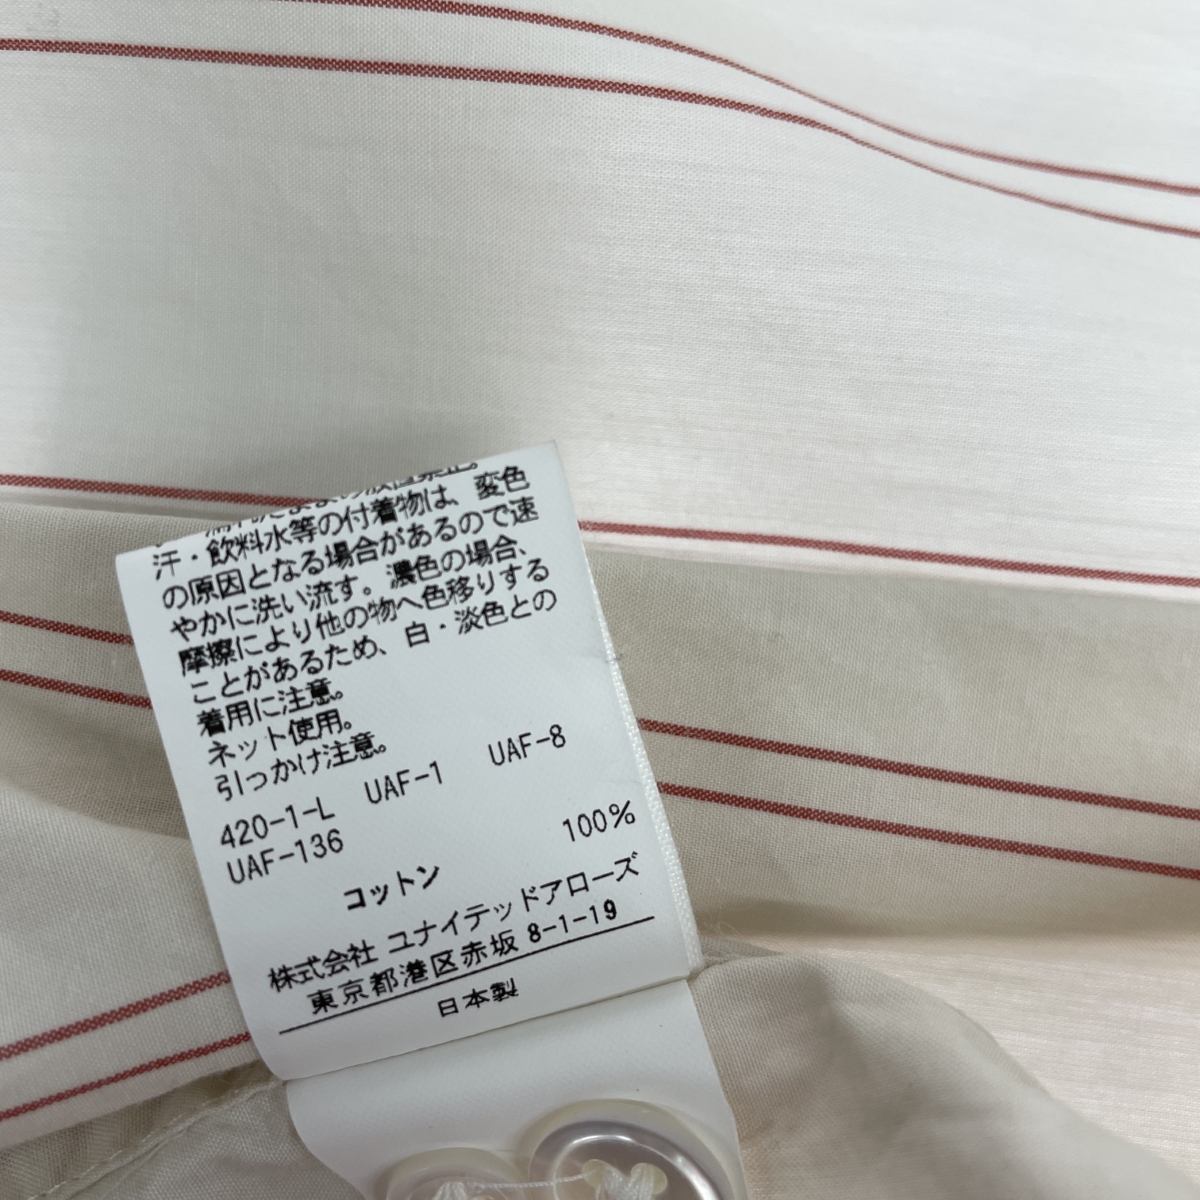 汗・飲料水等の付着物は、変色
の原因となる場合があるので速
やかに洗い流す。濃色の場合、
摩擦により他の物へ色移りする
ことがあるため、白・淡色との
着用に注意。
ネット使用。
引っかけ注意。
420-1-L UAF-1 UAF-8
UAF-136
コットン 100%
株式会社 ユナイテッドアローズ
東京都港区赤坂 8-1-19
日本製